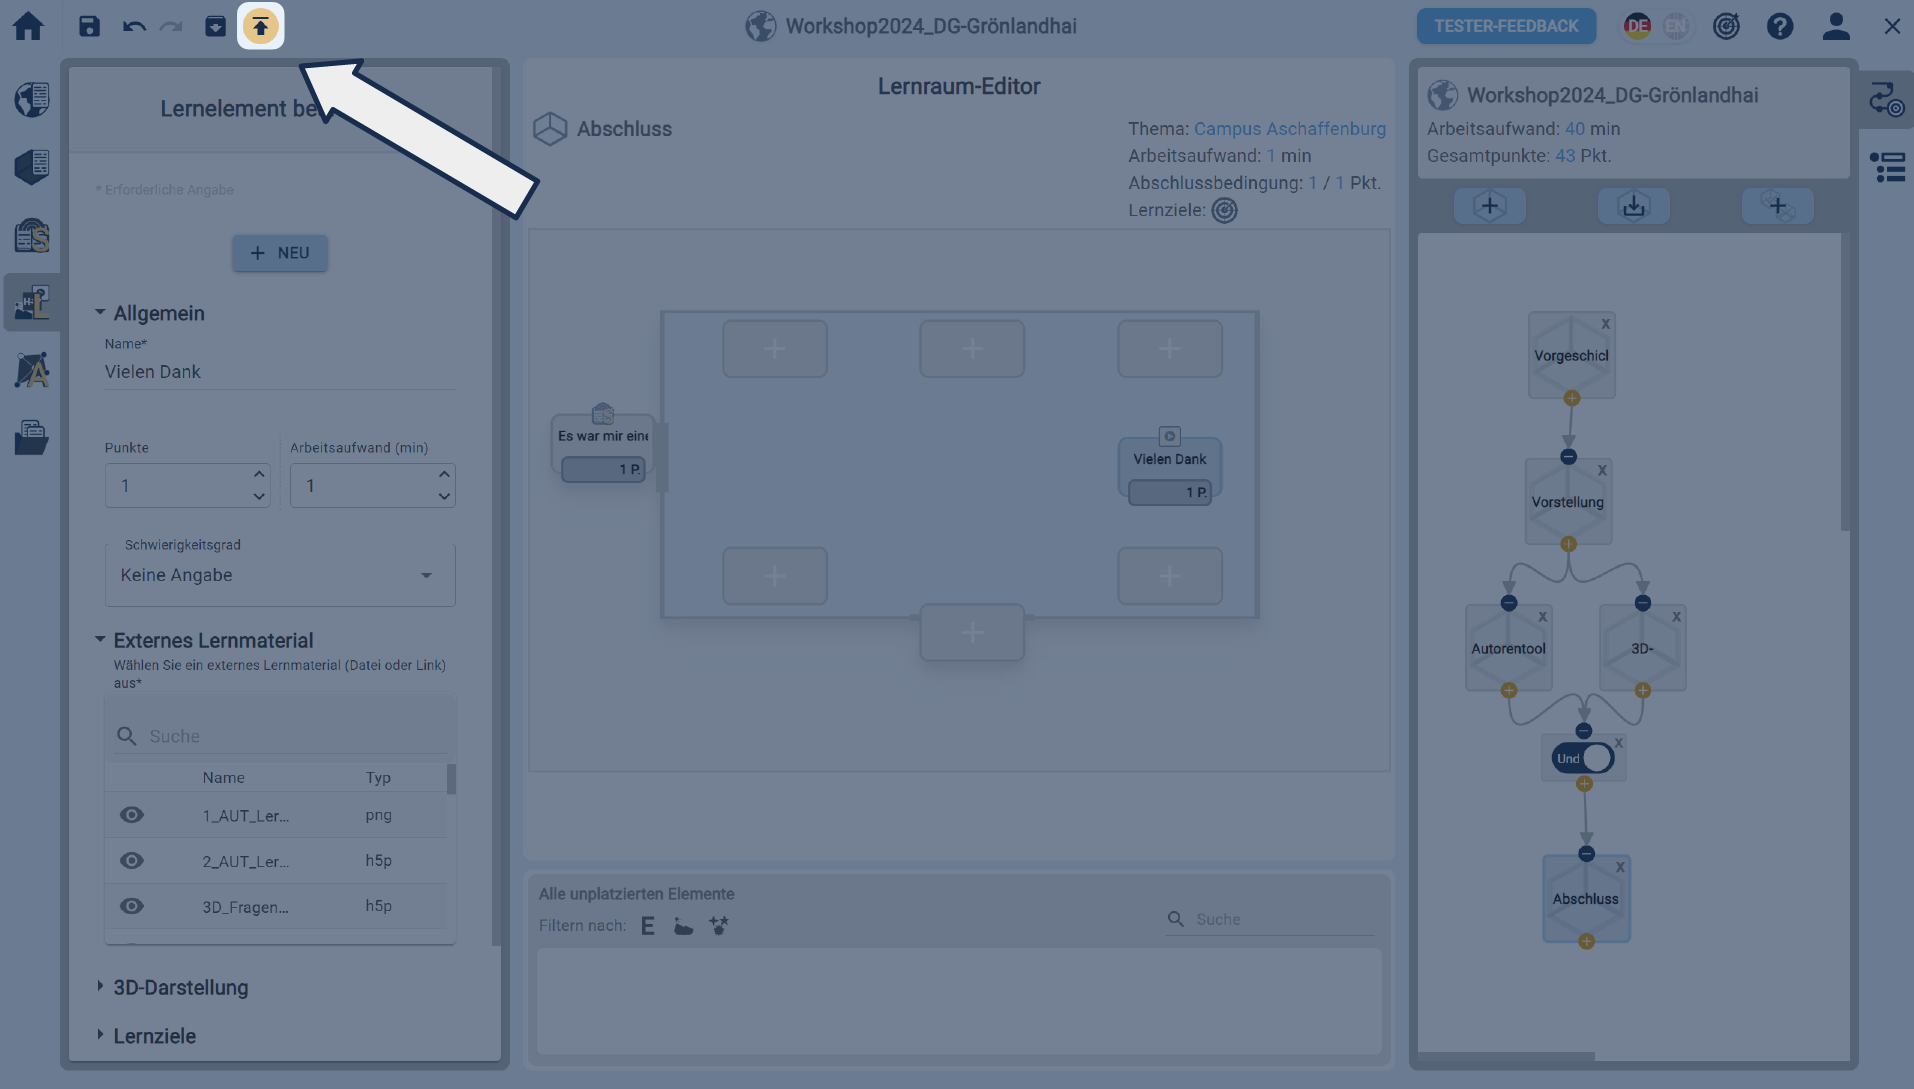 Workshop2024_DG-Grönlandhai
TESTER-FEEDBACK
DE
EN
Lernelement be
* Erforderliche Angabe
+ NEU
Allgemein
Name*
Vielen Dank
Punkte
Arbeitsaufwand (min)
1
1
Schwierigkeitsgrad
Keine Angabe
Externes Lernmaterial
Wählen Sie ein externes Lernmaterial (Datei oder Link)
aus*
Suche
Name
Typ
1_AUT_Ler...
png
2_AUT_Ler...
h5p
3D_Fragen...
h5p
3D-Darstellung
Lernziele
Lernraum-Editor
Abschluss
Thema: Campus Aschaffenburg
Arbeitsaufwand: 1 min
Abschlussbedingung: 1 / 1 Pkt.
Lernziele:
Es war mir eine
1 P.
Vielen Dank
1 P.
Alle unplatzierten Elemente
Filtern nach: E
Suche
Workshop2024_DG-Grönlandhai
Arbeitsaufwand: 40 min
Gesamtpunkte: 43 Pkt.
X
Vorgeschicl
X
Vorstellung
X
Autorentool
X
3D-
X
Und
X
Abschluss